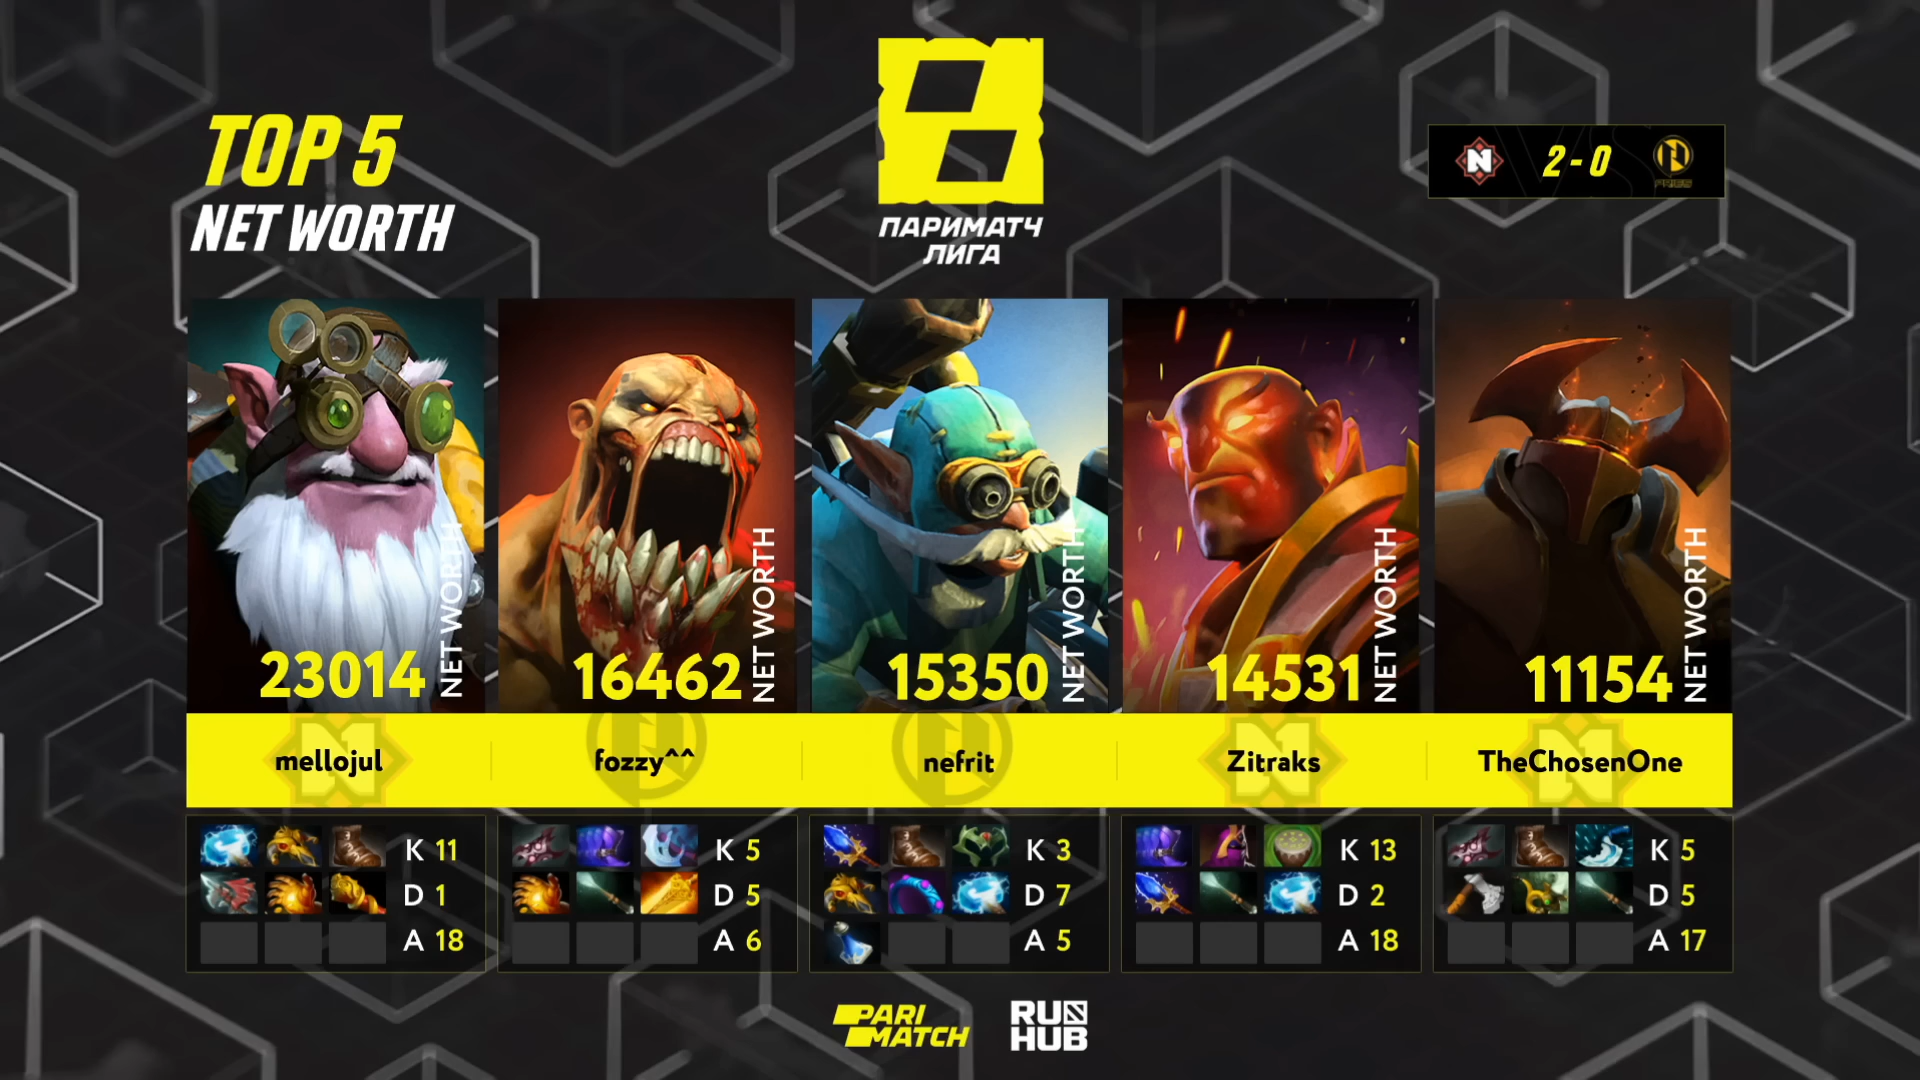 TOP 5
NET WORTH
ПАРИМАТЧ
ЛИГА
N
2-0
PRIES
23014
NET WORTH
16462
NET WORTH
15350
NET WORTH
14531
NET WORTH
11154
NET WORTH
mellojul
fozzy^^
nefrit
Zitraks
TheChosenOne
K 11
D 1
A 18
K 5
D 5
A 6
K 3
D 7
A 5
K 13
D 2
A 18
K 5
D 5
A 17
PARI
MATCH
RU
HUB